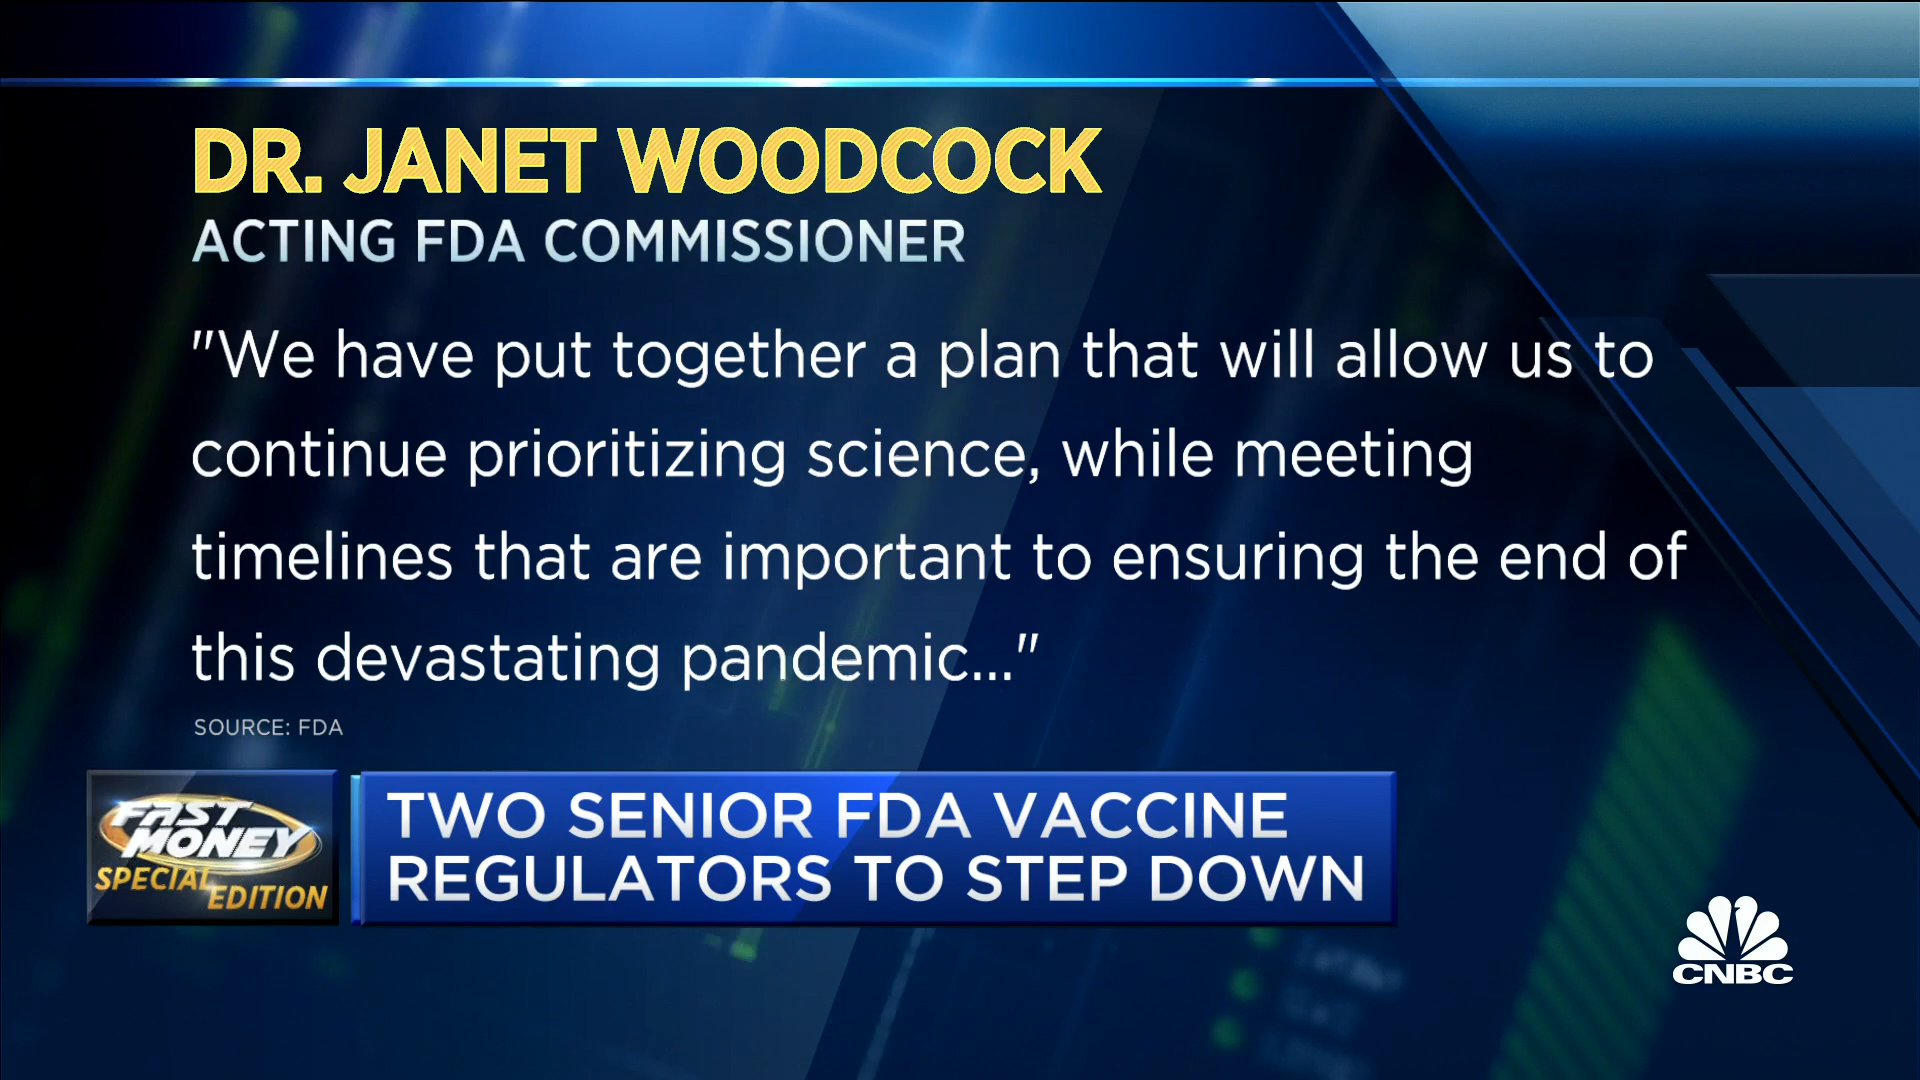 DR. JANET WOODCOCK
ACTING FDA COMMISSIONER
"We have put together a plan that will allow us to
continue prioritizing science, while meeting
timelines that are important to ensuring the end of
this devastating pandemic..."
SOURCE: FDA
FAST
MONEY
SPECIAL
EDITION
TWO SENIOR FDA VACCINE
REGULATORS TO STEP DOWN
CNBC